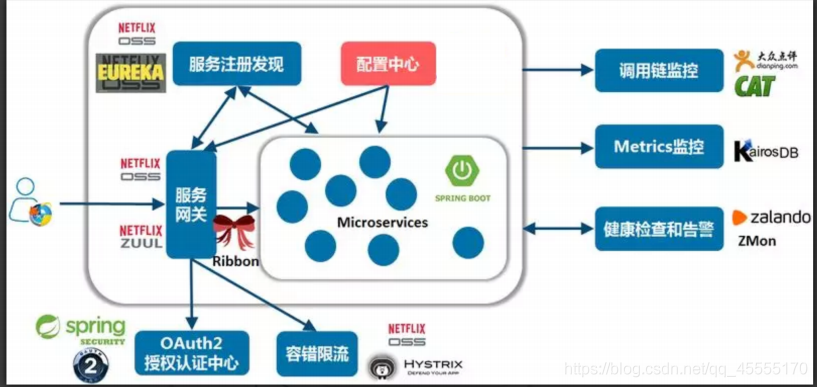 NETFLIX
OSS
NETFLIX
EUREKA
OSS
服务注册发现
配置中心
调用链监控
大众点评
dianping.com
CAT
NETFLIX
OSS
服务
网关
NETFLIX
ZUUL
Ribbon
Microservices
SPRING BOOT
Metrics监控
KairosDB
健康检查和告警
zalando
ZMon
spring
SECURITY
OAUTH
2
OAuth2
授权认证中心
容错限流
NETFLIX
OSS
HYSTRIX
DEFEND YOUR APP
https://blog.csdn.net/qq_45555170